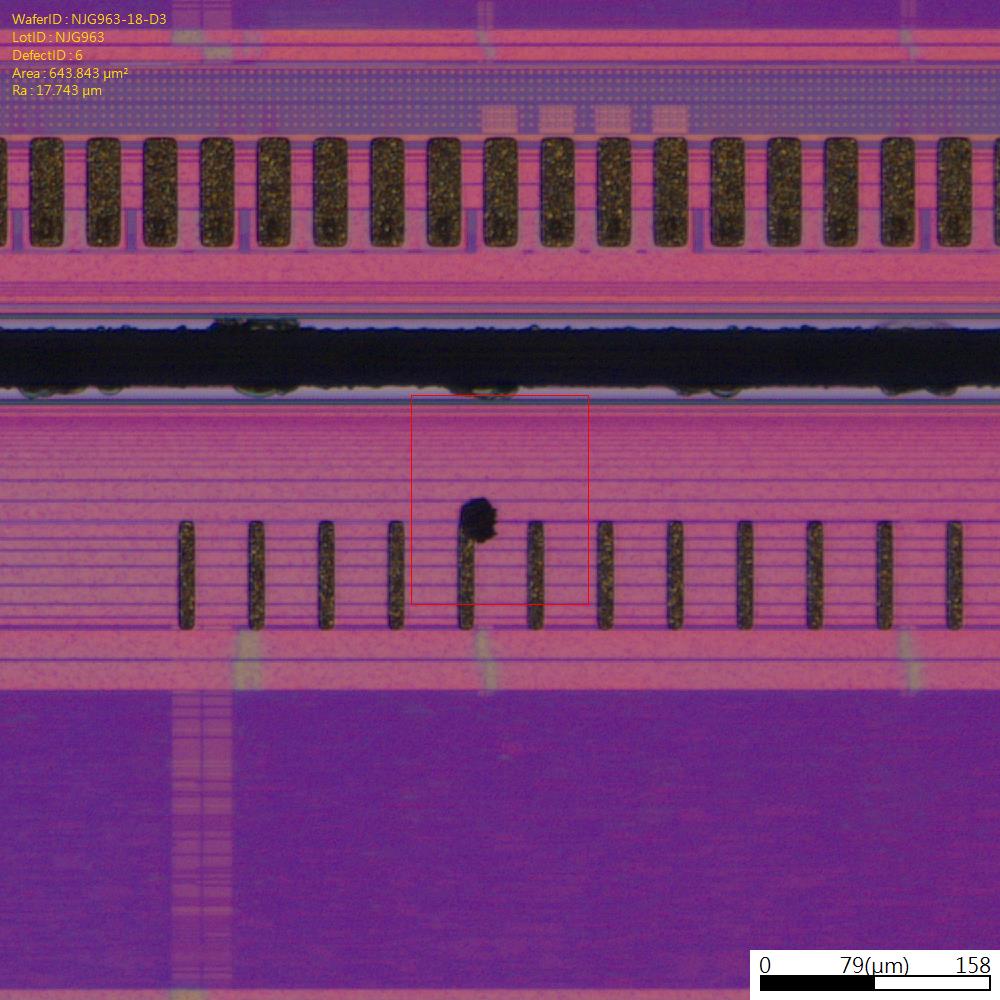 WaferID : NJG963-18-D3
LotID : NJG963
DefectID : 6
Area : 643.843 µm²
Ra : 17.743 µm
0 79(µm) 158